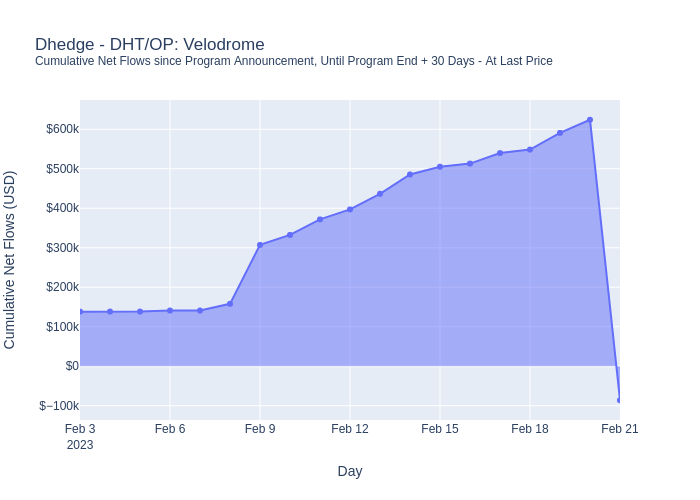 Dhedge - DHT/OP: Velodrome
Cumulative Net Flows since Program Announcement, Until Program End + 30 Days - At Last Price
Cumulative Net Flows (USD)
$600k
$500k
$400k
$300k
$200k
$100k
$0
$−100k
Feb 3
2023
Feb 6
Feb 9
Feb 12
Feb 15
Feb 18
Feb 21
Day